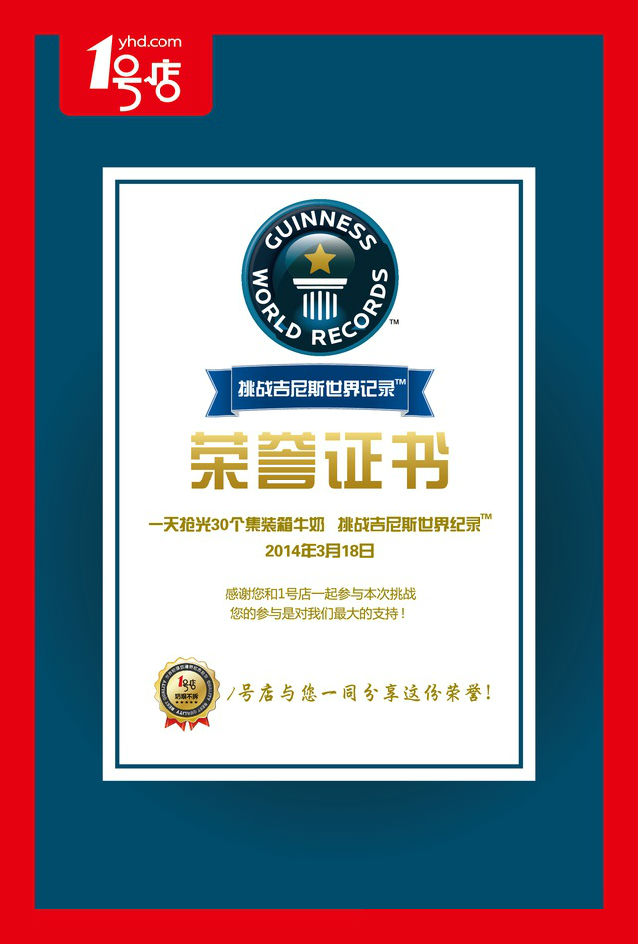 yhd.com
1号店
GUINNESS
WORLD RECORDS
TM
挑战吉尼斯世界记录TM
荣誉证书
一天抢光30个集装箱牛奶 挑战吉尼斯世界纪录TM
2014年3月18日
感谢您和1号店一起参与本次挑战
您的参与是对我们最大的支持！
1号店
1号店与您一同分享这份荣誉！